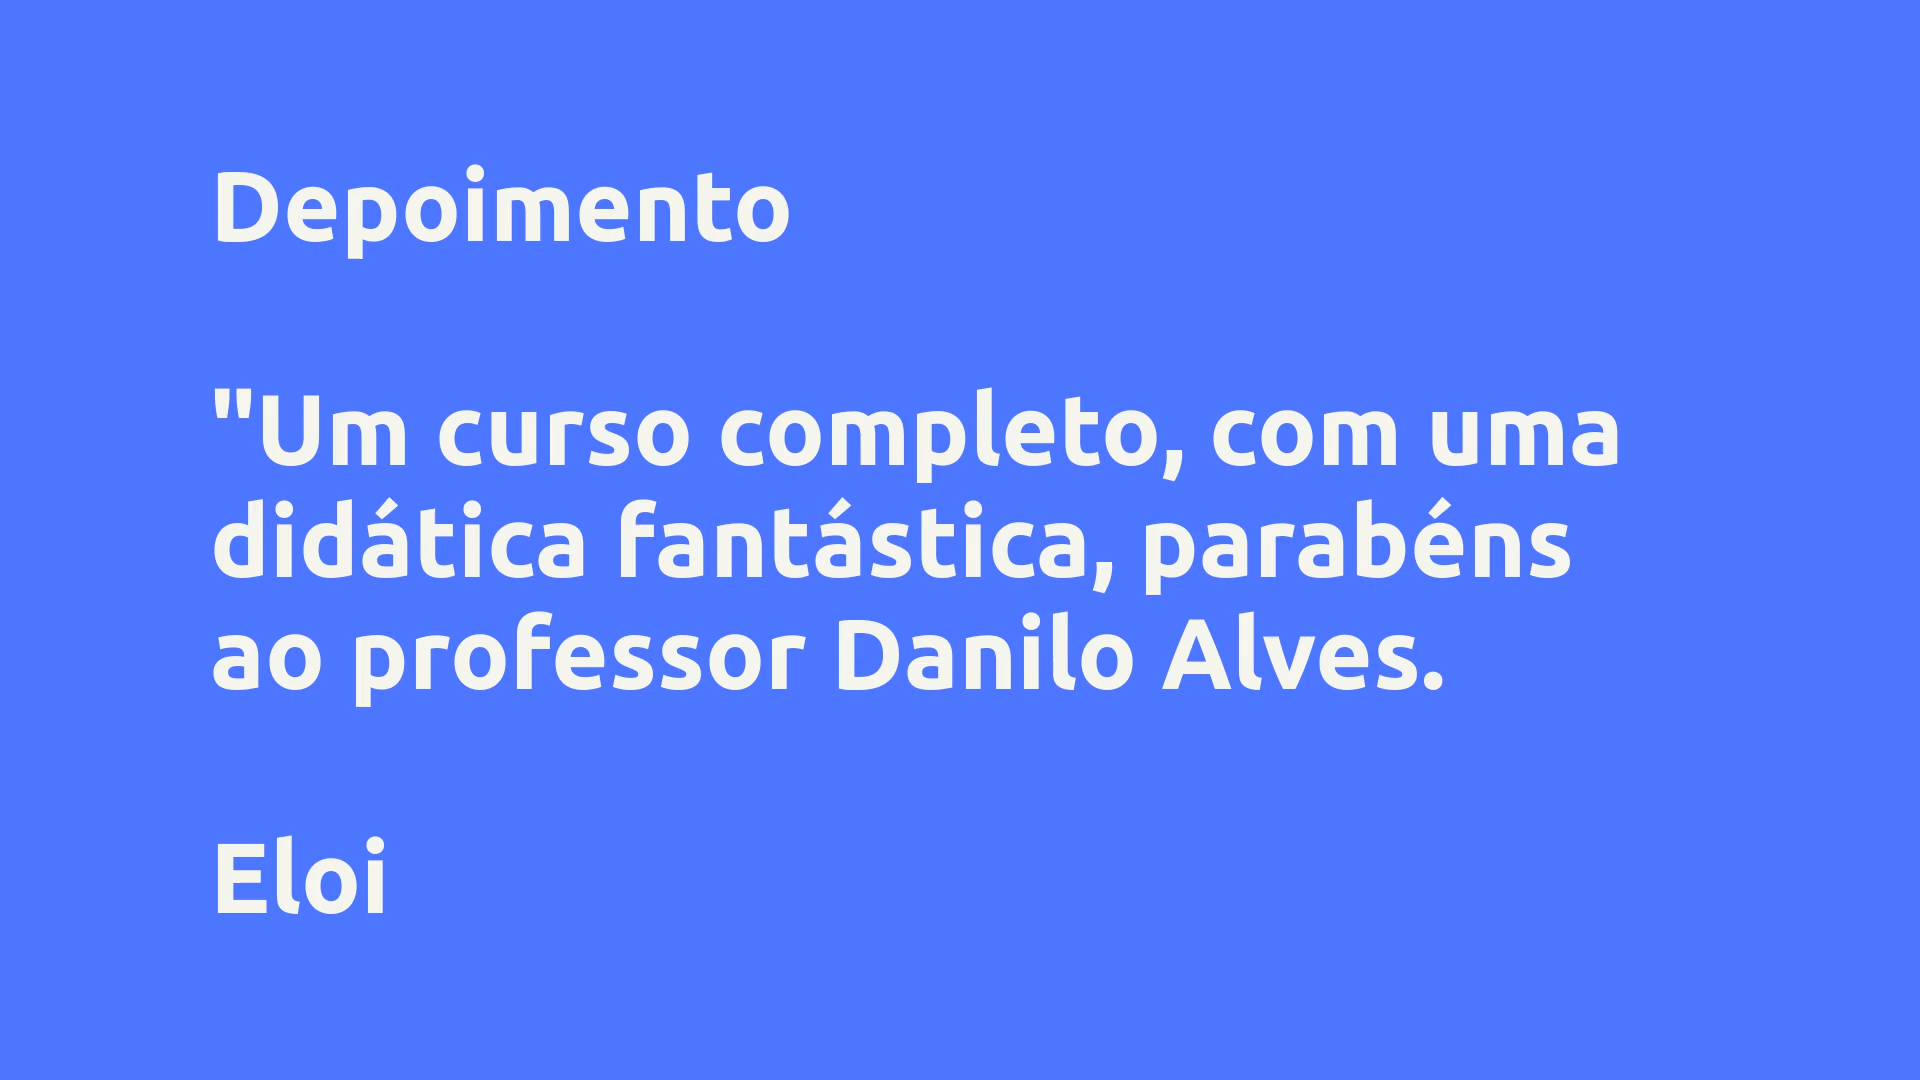 Depoimento
"Um curso completo, com uma
didática fantástica, parabéns
ao professor Danilo Alves.
Eloi